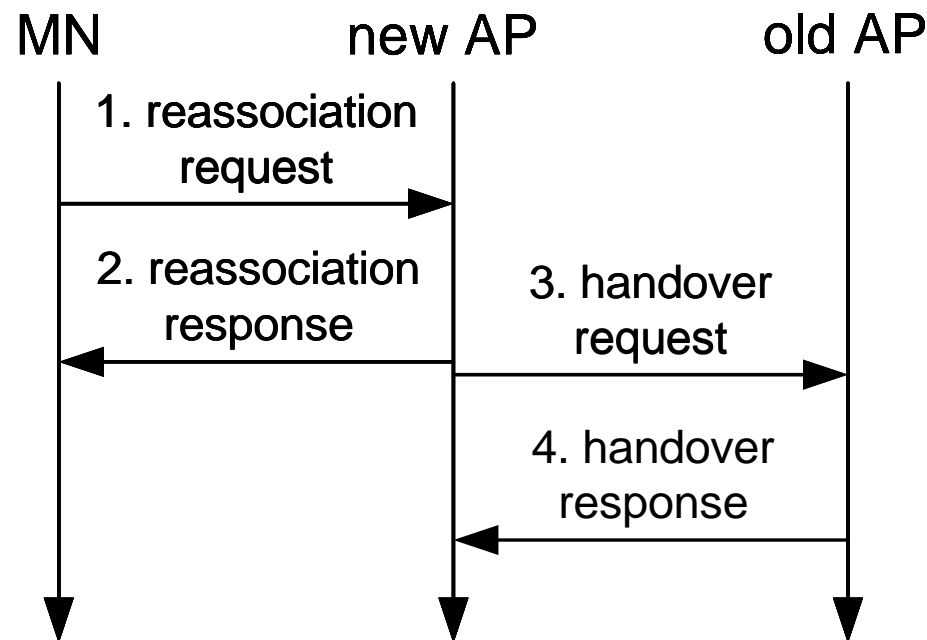 MN
new AP
old AP
1. reassociation
request
2. reassociation
response
3. handover
request
4. handover
response